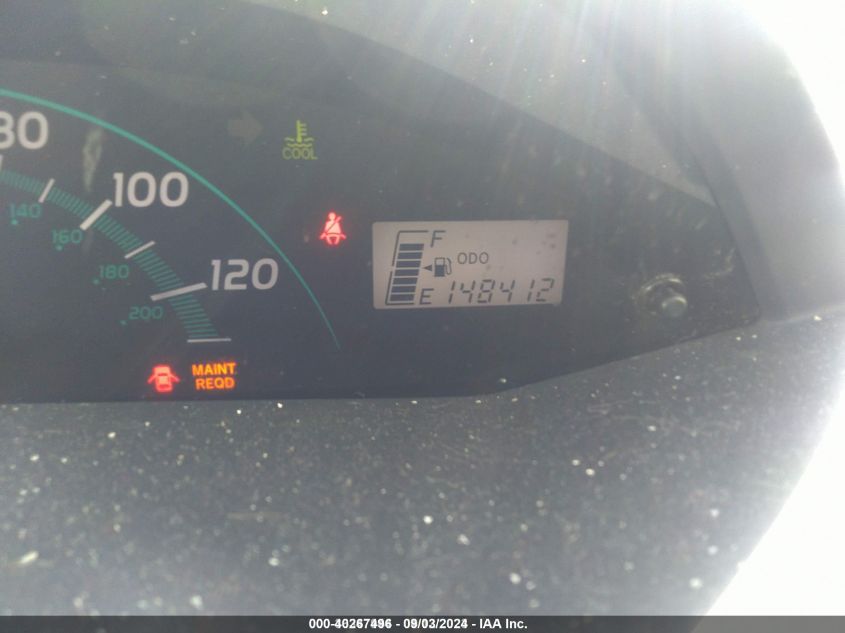 80
100
120
140
160
180
200
COOL
F
ODO
E 148412
MAINT
REQD
000-40267496 - 09/03/2024 - IAA Inc.